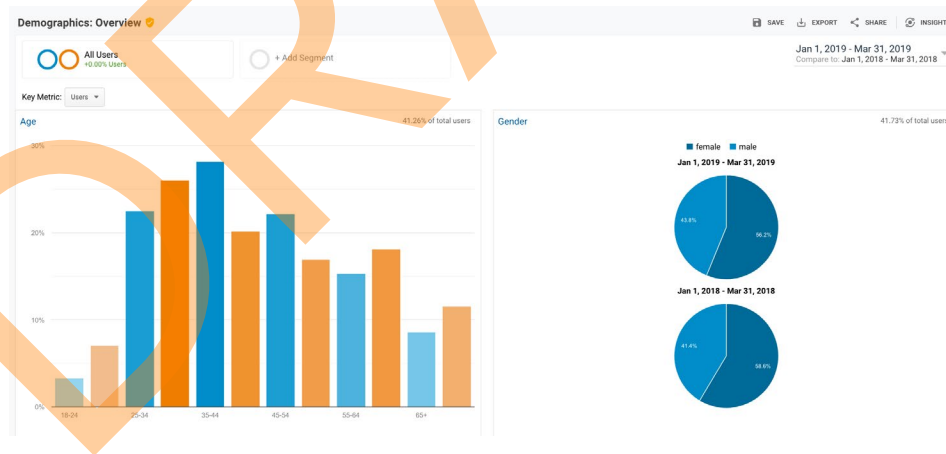 Demographics: Overview
SAVE EXPORT SHARE INSIGHT
All Users
+0.00% Users
+ Add Segment
Jan 1, 2019 - Mar 31, 2019
Compare to: Jan 1, 2018 - Mar 31, 2018
Key Metric: Users
Age 41.26% of total users
30%
20%
10%
0%
18-24 25-34 35-44 45-54 55-64 65+
Gender 41.73% of total users
female male
Jan 1, 2019 - Mar 31, 2019
43.8%
56.2%
Jan 1, 2018 - Mar 31, 2018
41.4%
58.6%